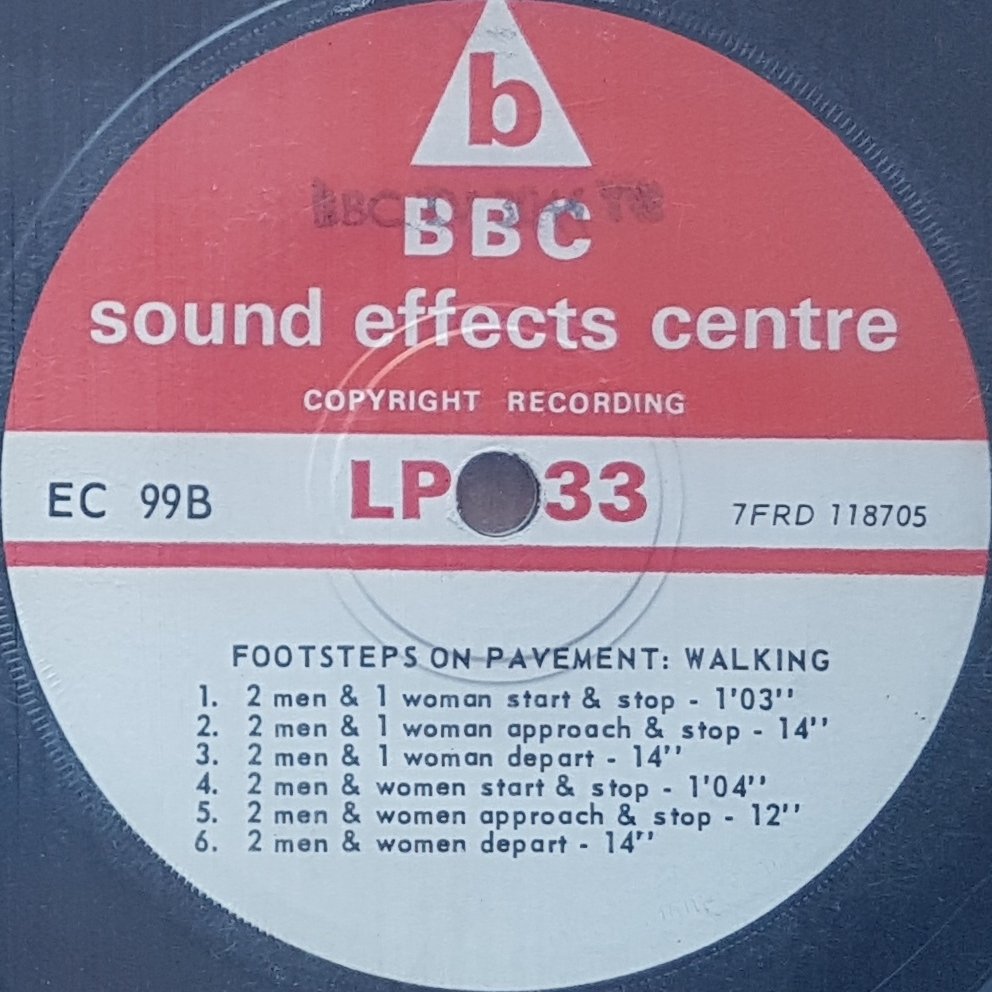 b
BBC
BBC
sound effects centre
COPYRIGHT RECORDING
EC 99B LP 33 7FRD 118705
FOOTSTEPS ON PAVEMENT: WALKING
1. 2 men & 1 woman start & stop - 1'03''
2. 2 men & 1 woman approach & stop - 14''
3. 2 men & 1 woman depart - 14''
4. 2 men & women start & stop - 1'04''
5. 2 men & women approach & stop - 12''
6. 2 men & women depart - 14''